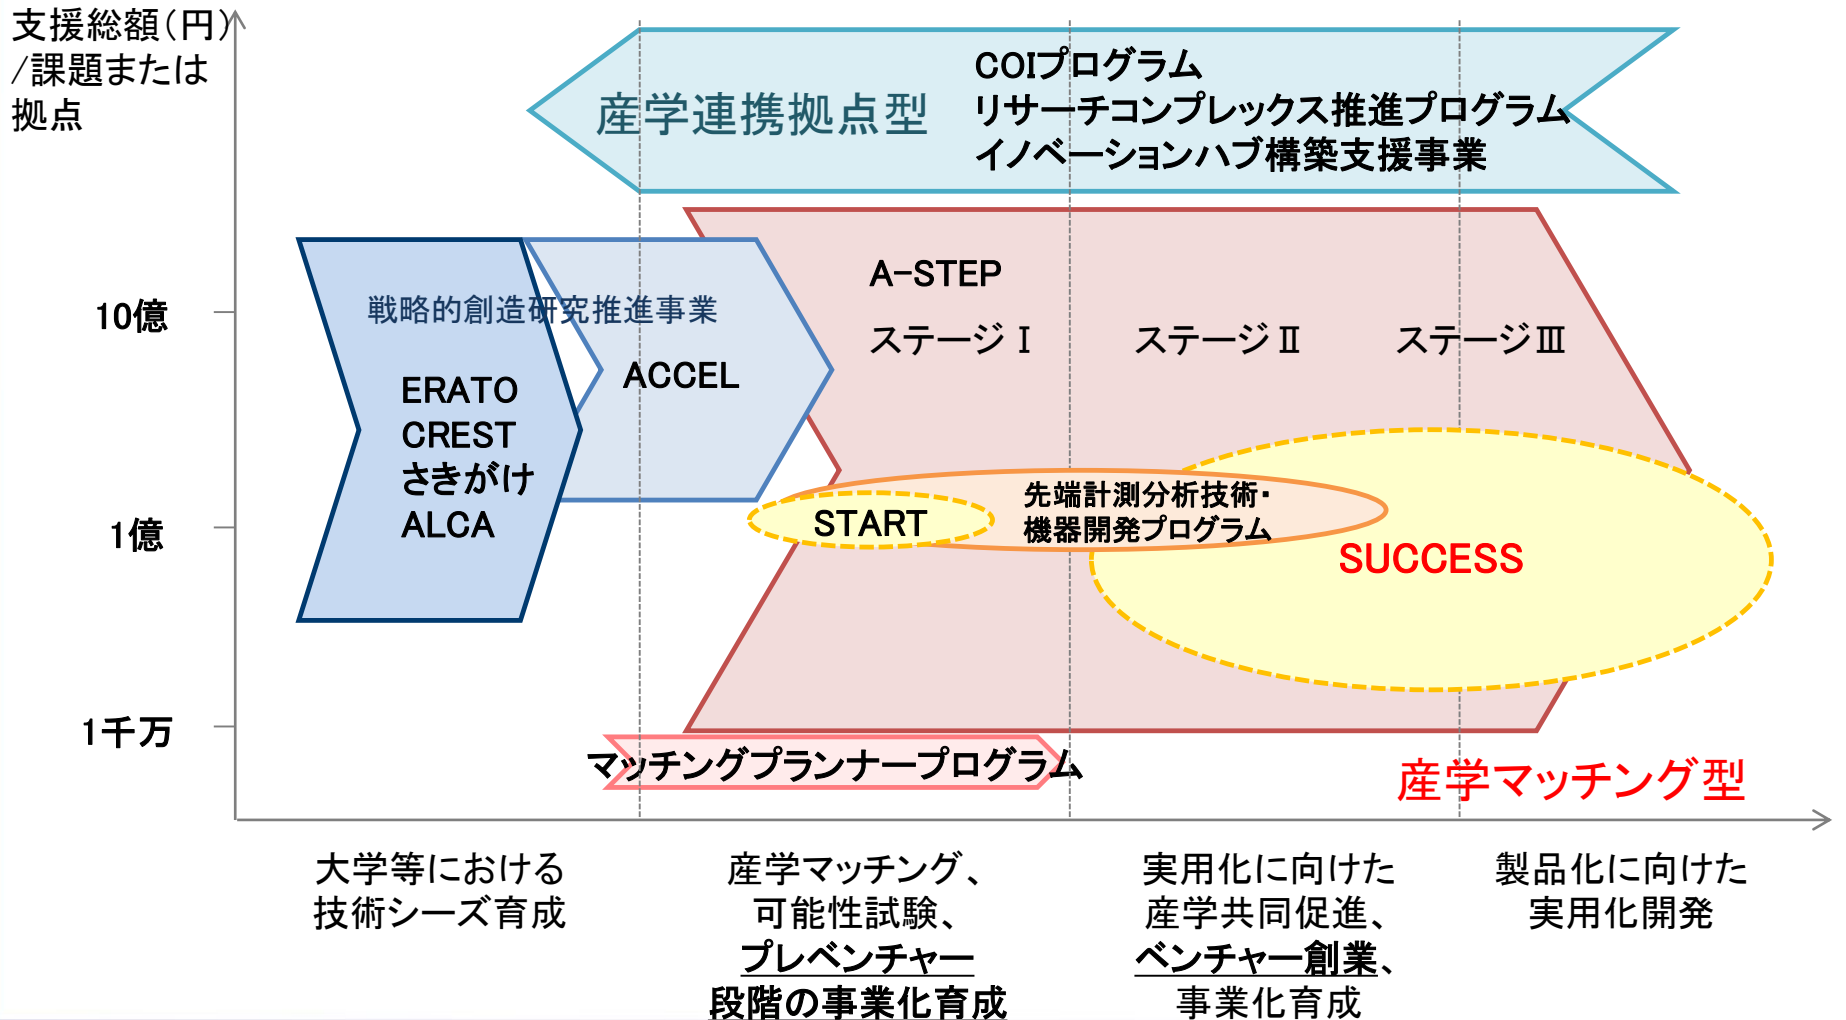 支援総額(円)
/課題または
拠点
産学連携拠点型
COIプログラム
リサーチコンプレックス推進プログラム
イノベーションハブ構築支援事業
10億
1億
1千万
戦略的創造研究推進事業
ERATO
CREST
さきがけ
ALCA
ACCEL
A-STEP
ステージⅠ
ステージⅡ
ステージⅢ
START
先端計測分析技術・
機器開発プログラム
SUCCESS
マッチングプランナープログラム
産学マッチング型
大学等における
技術シーズ育成
産学マッチング、
可能性試験、
プレベンチャー
段階の事業化育成
実用化に向けた
産学共同促進、
ベンチャー創業、
事業化育成
製品化に向けた
実用化開発